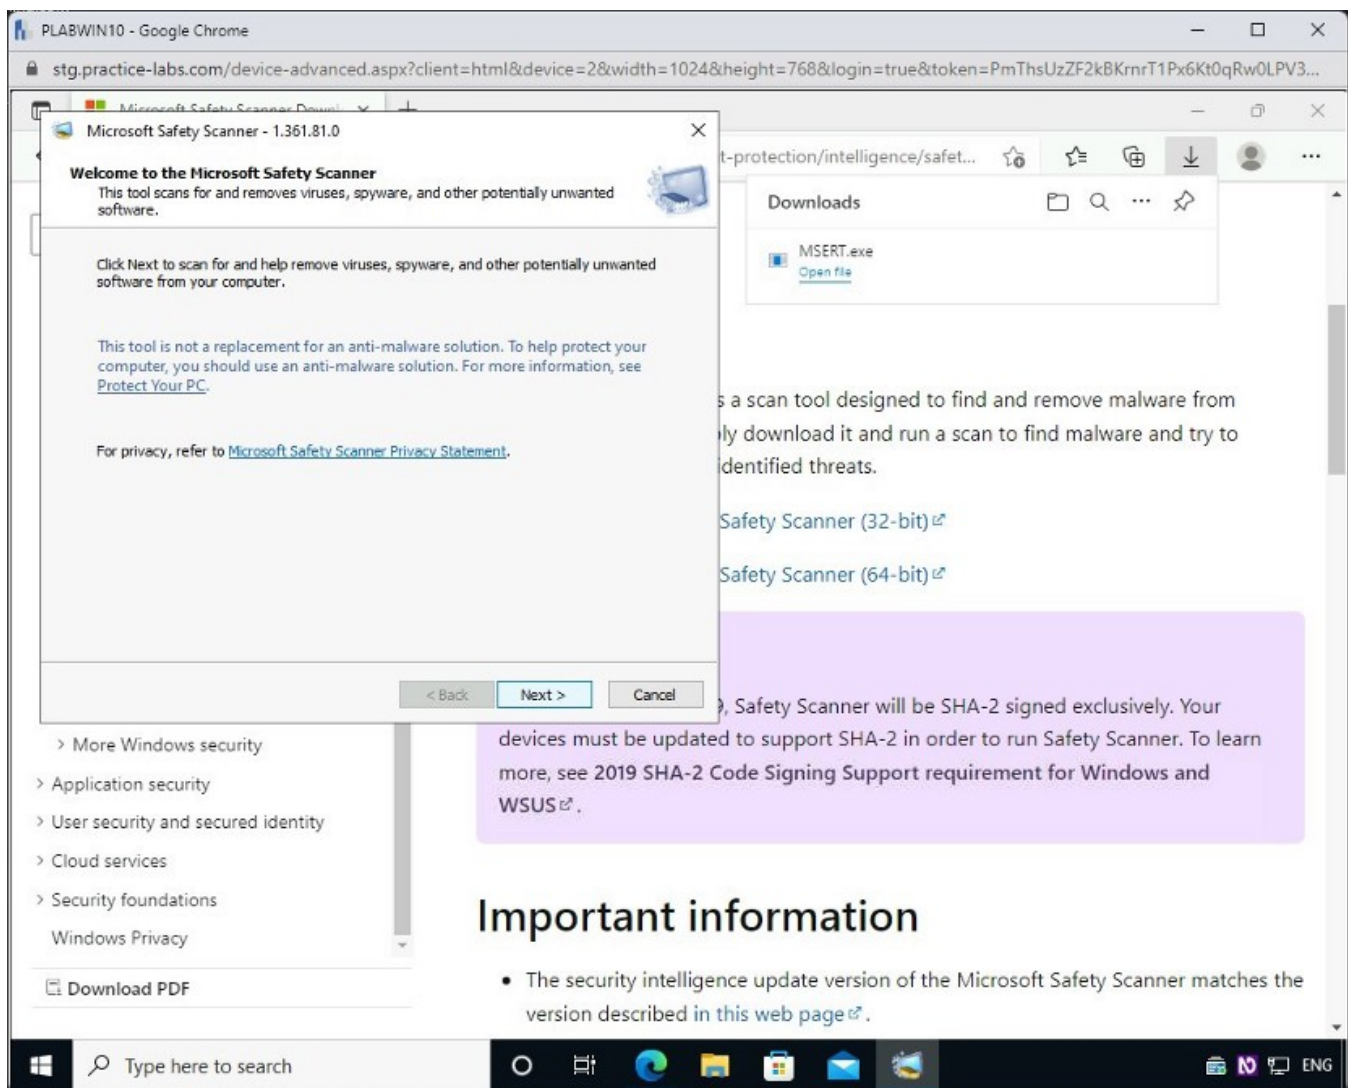 PLABWIN10 - Google Chrome
stg.practice-labs.com/device-advanced.aspx?client=html&device=2&width=1024&height=768&login=true&token=PmThsUzZF2kBKrnrT1Px6Kt0qRw0LPV3...
Microsoft Safety Scanner Downl
Microsoft Safety Scanner - 1.361.81.0
Welcome to the Microsoft Safety Scanner
This tool scans for and removes viruses, spyware, and other potentially unwanted
software.
Click Next to scan for and help remove viruses, spyware, and other potentially unwanted
software from your computer.
This tool is not a replacement for an anti-malware solution. To help protect your
computer, you should use an anti-malware solution. For more information, see
Protect Your PC.
For privacy, refer to Microsoft Safety Scanner Privacy Statement.
< Back
Next >
Cancel
t-protection/intelligence/safet...
Downloads
MSERT.exe
Open file
s a scan tool designed to find and remove malware from
ly download it and run a scan to find malware and try to
identified threats.
Safety Scanner (32-bit)
Safety Scanner (64-bit)
9, Safety Scanner will be SHA-2 signed exclusively. Your
devices must be updated to support SHA-2 in order to run Safety Scanner. To learn
more, see 2019 SHA-2 Code Signing Support requirement for Windows and
WSUS.
> More Windows security
> Application security
> User security and secured identity
> Cloud services
> Security foundations
Windows Privacy
Download PDF
Important information
• The security intelligence update version of the Microsoft Safety Scanner matches the
version described in this web page.
Type here to search
ENG